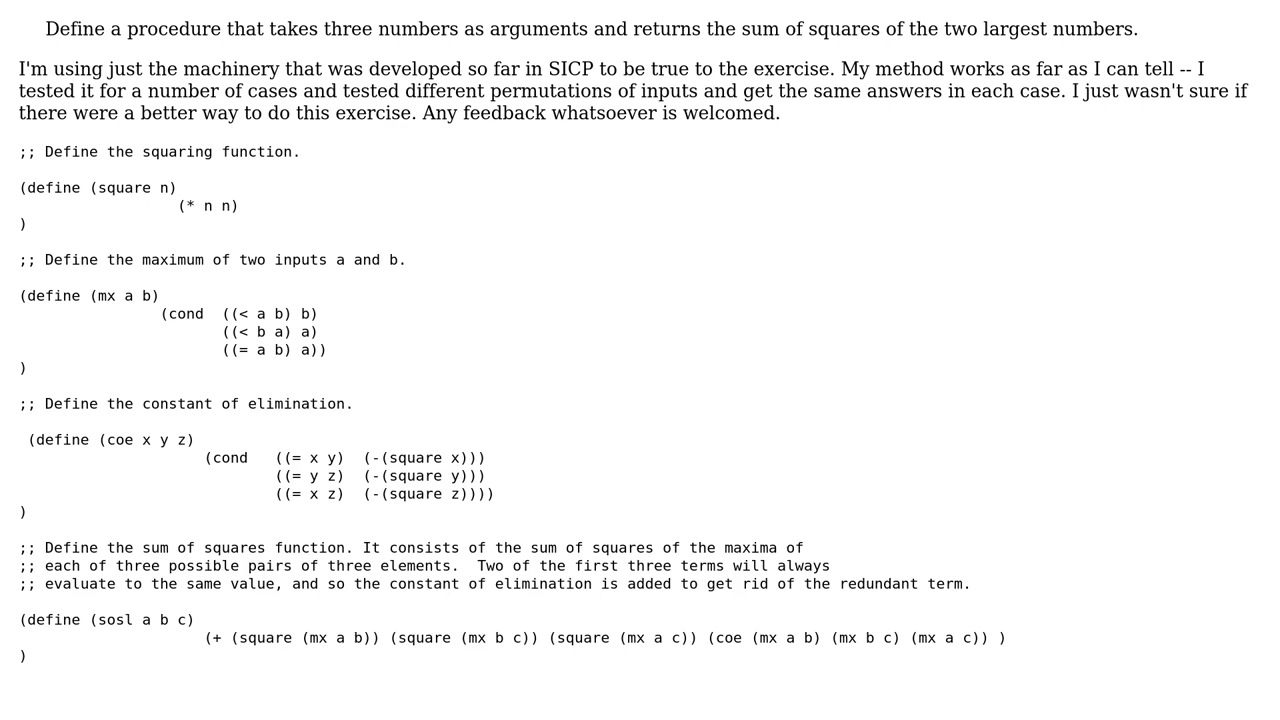 Define a procedure that takes three numbers as arguments and returns the sum of squares of the two largest numbers.
I'm using just the machinery that was developed so far in SICP to be true to the exercise. My method works as far as I can tell -- I
tested it for a number of cases and tested different permutations of inputs and get the same answers in each case. I just wasn't sure if
there were a better way to do this exercise. Any feedback whatsoever is welcomed.
;; Define the squaring function.
(define (square n)
(* n n)
)
;; Define the maximum of two inputs a and b.
(define (mx a b)
(cond  ((< a b) b)
((< b a) a)
((= a b) a))
)
;; Define the constant of elimination.
(define (coe x y z)
(cond   ((= x y)  (-(square x)))
((= y z)  (-(square y)))
((= x z)  (-(square z))))
)
;; Define the sum of squares function. It consists of the sum of squares of the maxima of
;; each of three possible pairs of three elements.  Two of the first three terms will always
;; evaluate to the same value, and so the constant of elimination is added to get rid of the redundant term.
(define (sosl a b c)
(+ (square (mx a b)) (square (mx b c)) (square (mx a c)) (coe (mx a b) (mx b c) (mx a c)) )
)